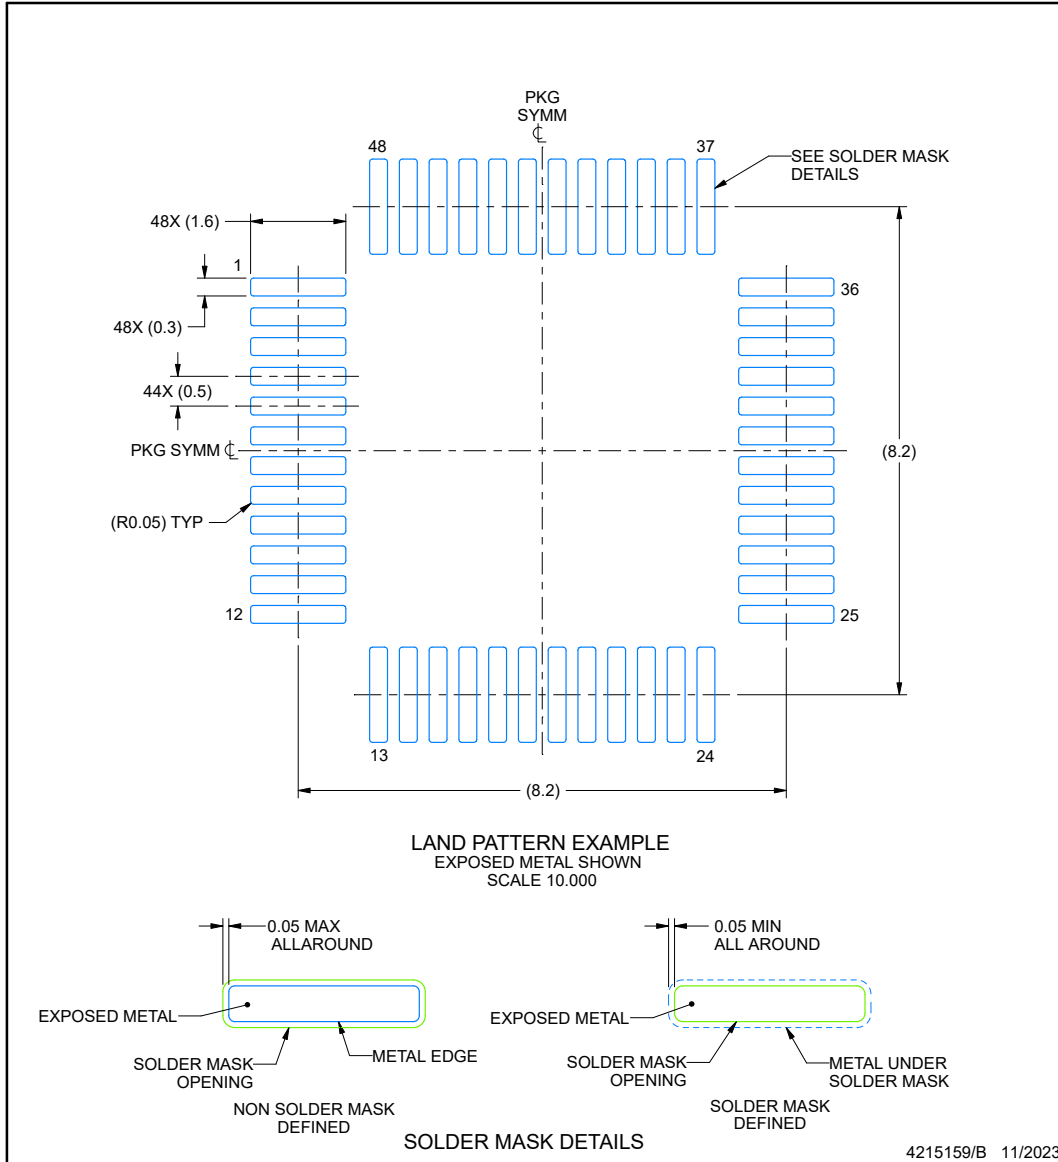 PKG
SYMM
℄
48
37
SEE SOLDER MASK
DETAILS
48X (1.6)
1
36
48X (0.3)
44X (0.5)
PKG SYMM ℄
(8.2)
(R0.05) TYP
12
25
13
24
(8.2)
LAND PATTERN EXAMPLE
EXPOSED METAL SHOWN
SCALE 10.000
0.05 MAX
ALLAROUND
EXPOSED METAL
SOLDER MASK
OPENING
METAL EDGE
NON SOLDER MASK
DEFINED
0.05 MIN
ALL AROUND
EXPOSED METAL
SOLDER MASK
OPENING
METAL UNDER
SOLDER MASK
SOLDER MASK
DEFINED
SOLDER MASK DETAILS
4215159/B 11/2023